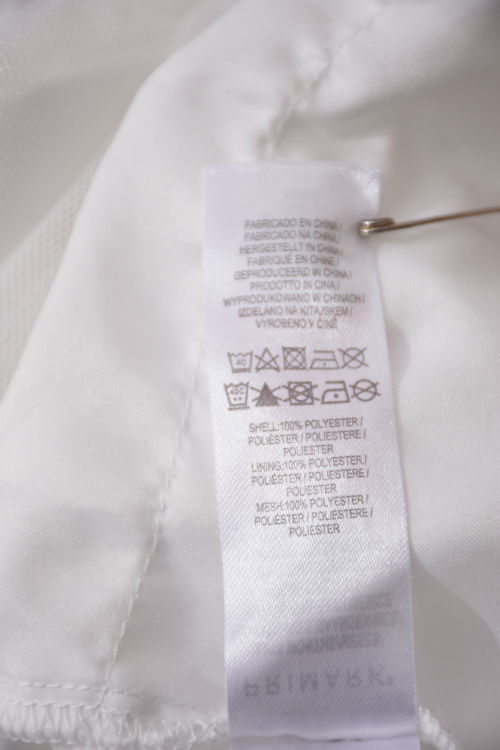 FABRICADO EN CHINA/
FABRICADO NA CHINA/
HERGESTELLT IN CHINA/
FABRIQUÉ EN CHINE/
GEPRODUCEERD IN CHINA/
PRODOTTO IN CINA/
WYPRODUKOWANO W CHINACH/
IZDELANO NA KITAJSKEM/
VYROBENO V ČÍNĚ
40
40C
SHELL:100% POLYESTER/
POLIÉSTER/POLIESTERE/
POLIESTER
LINING:100% POLYESTER/
POLIÉSTER/POLIESTERE/
POLIESTER
MESH:100% POLYESTER/
POLIÉSTER/POLIESTERE/
POLIESTER
PRIMARK